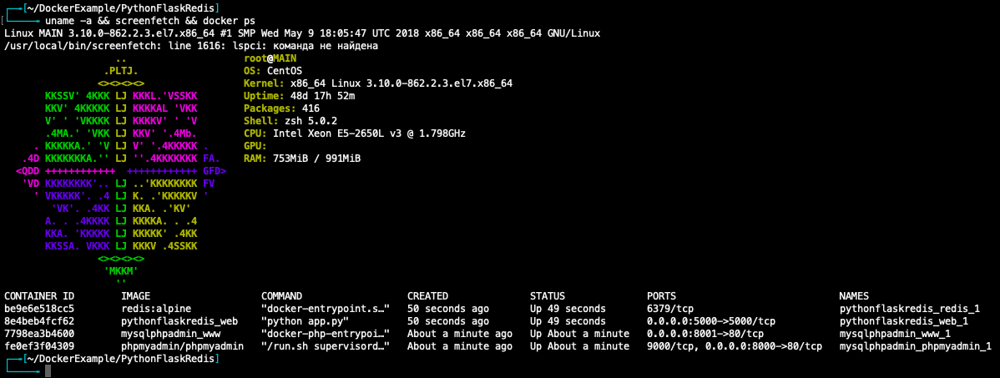 [~/DockerExample/PythonFlaskRedis]
uname -a && screenfetch && docker ps
Linux MAIN 3.10.0-862.2.3.el7.x86_64 #1 SMP Wed May 9 18:05:47 UTC 2018 x86_64 x86_64 x86_64 GNU/Linux
/usr/local/bin/screenfetch: line 1616: lspci: команда не найдена
.. root@MAIN
.PLTJ. OS: CentOS
<><><><> Kernel: x86_64 Linux 3.10.0-862.2.3.el7.x86_64
KKSSV' 4KKK LJ KKKL.'VSSKK Uptime: 48d 17h 52m
KKV' 4KKKKK LJ KKKKAL 'VKK Packages: 416
V' ' 'VKKKK LJ KKKKV' ' 'V Shell: zsh 5.0.2
.4MA.' 'VKK LJ KKV' '.4Mb. CPU: Intel Xeon E5-2650L v3 @ 1.798GHz
. KKKKKA.' 'V LJ V' '.4KKKKK . GPU:
.4D KKKKKKKA.'' LJ ''.4KKKKKKK FA. RAM: 753MiB / 991MiB
<QDD ++++++++++++ ++++++++++++ GFD>
'VD KKKKKKKK'.. LJ ..'KKKKKKKK FV
' VKKKKK'. .4 LJ K. .'KKKKKV '
'VK'. .4KK LJ KKA. .'KV'
A. . .4KKKK LJ KKKKA. . .4
KKA. 'KKKKK LJ KKKKK' .4KK
KKSSA. VKKK LJ KKKV .4SSKK
<><><><>
'MKKM'
''
CONTAINER ID IMAGE COMMAND CREATED STATUS PORTS NAMES
be9e6e518cc5 redis:alpine "docker-entrypoint.s…" 50 seconds ago Up 49 seconds 6379/tcp pythonflaskredis_redis_1
8e4beb4fcf62 pythonflaskredis_web "python app.py" 50 seconds ago Up 49 seconds 0.0.0.0:5000->5000/tcp pythonflaskredis_web_1
7798ea3b4600 mysqlphpadmin_www "docker-php-entrypoi…" About a minute ago Up About a minute 0.0.0.0:8001->80/tcp mysqlphpadmin_www_1
fe0ef3f04309 phpmyadmin/phpmyadmin "/run.sh supervisord…" About a minute ago Up About a minute 9000/tcp, 0.0.0.0:8000->80/tcp mysqlphpadmin_phpmyadmin_1
[~/DockerExample/PythonFlaskRedis]